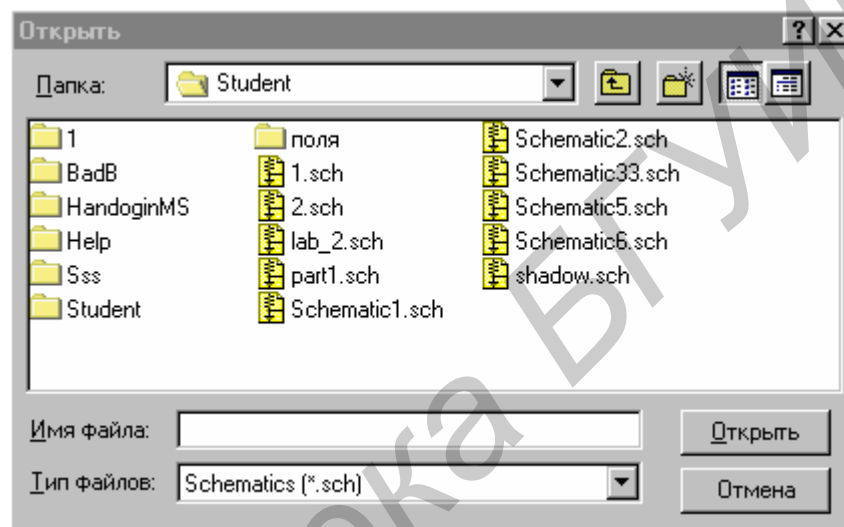 Открыть
Папка: Student
1
BadB
HandoginMS
Help
Sss
Student
поля
1.sch
2.sch
lab_2.sch
part1.sch
Schematic1.sch
Schematic2.sch
Schematic33.sch
Schematic5.sch
Schematic6.sch
shadow.sch
Имя файла:
Открыть
Тип файлов: Schematics (*.sch)
Отмена